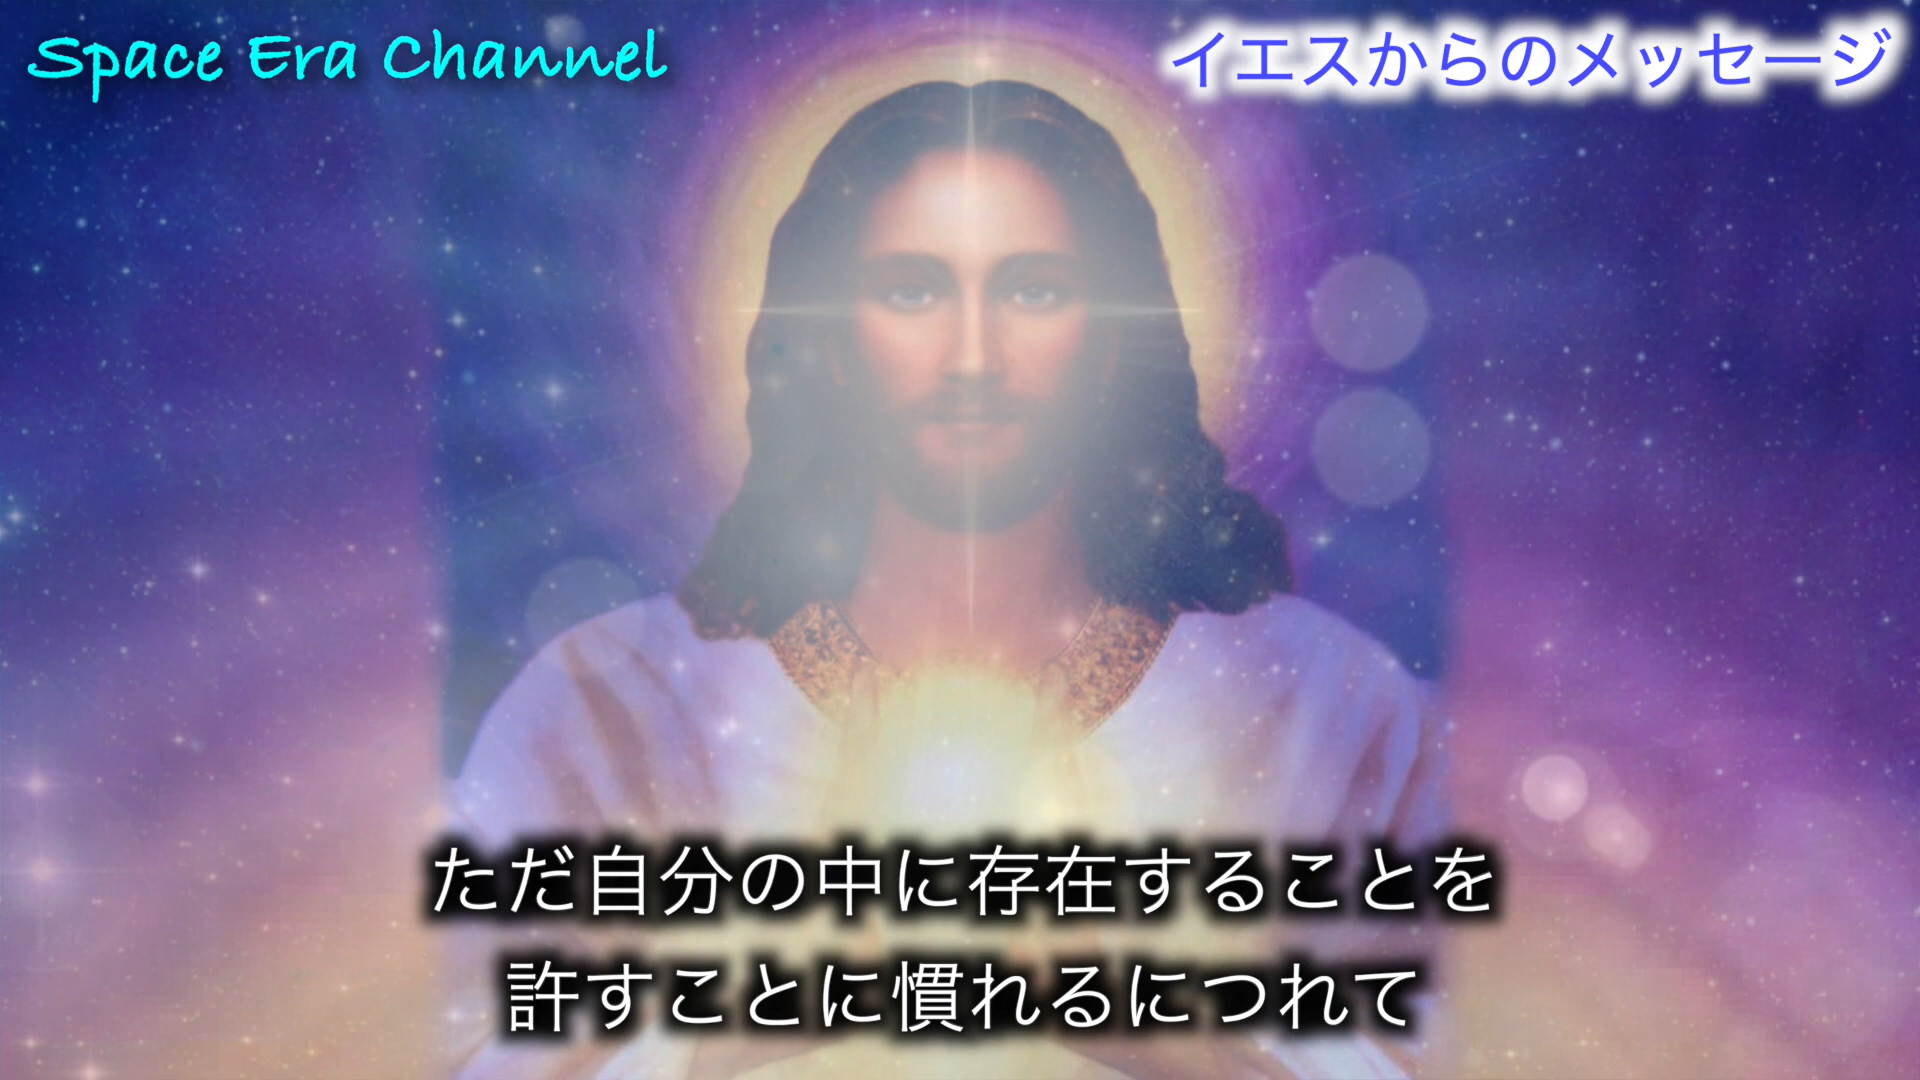 Space Era Channel
イエスからのメッセージ
ただ自分の中に存在することを
許すことに慣れるにつれて